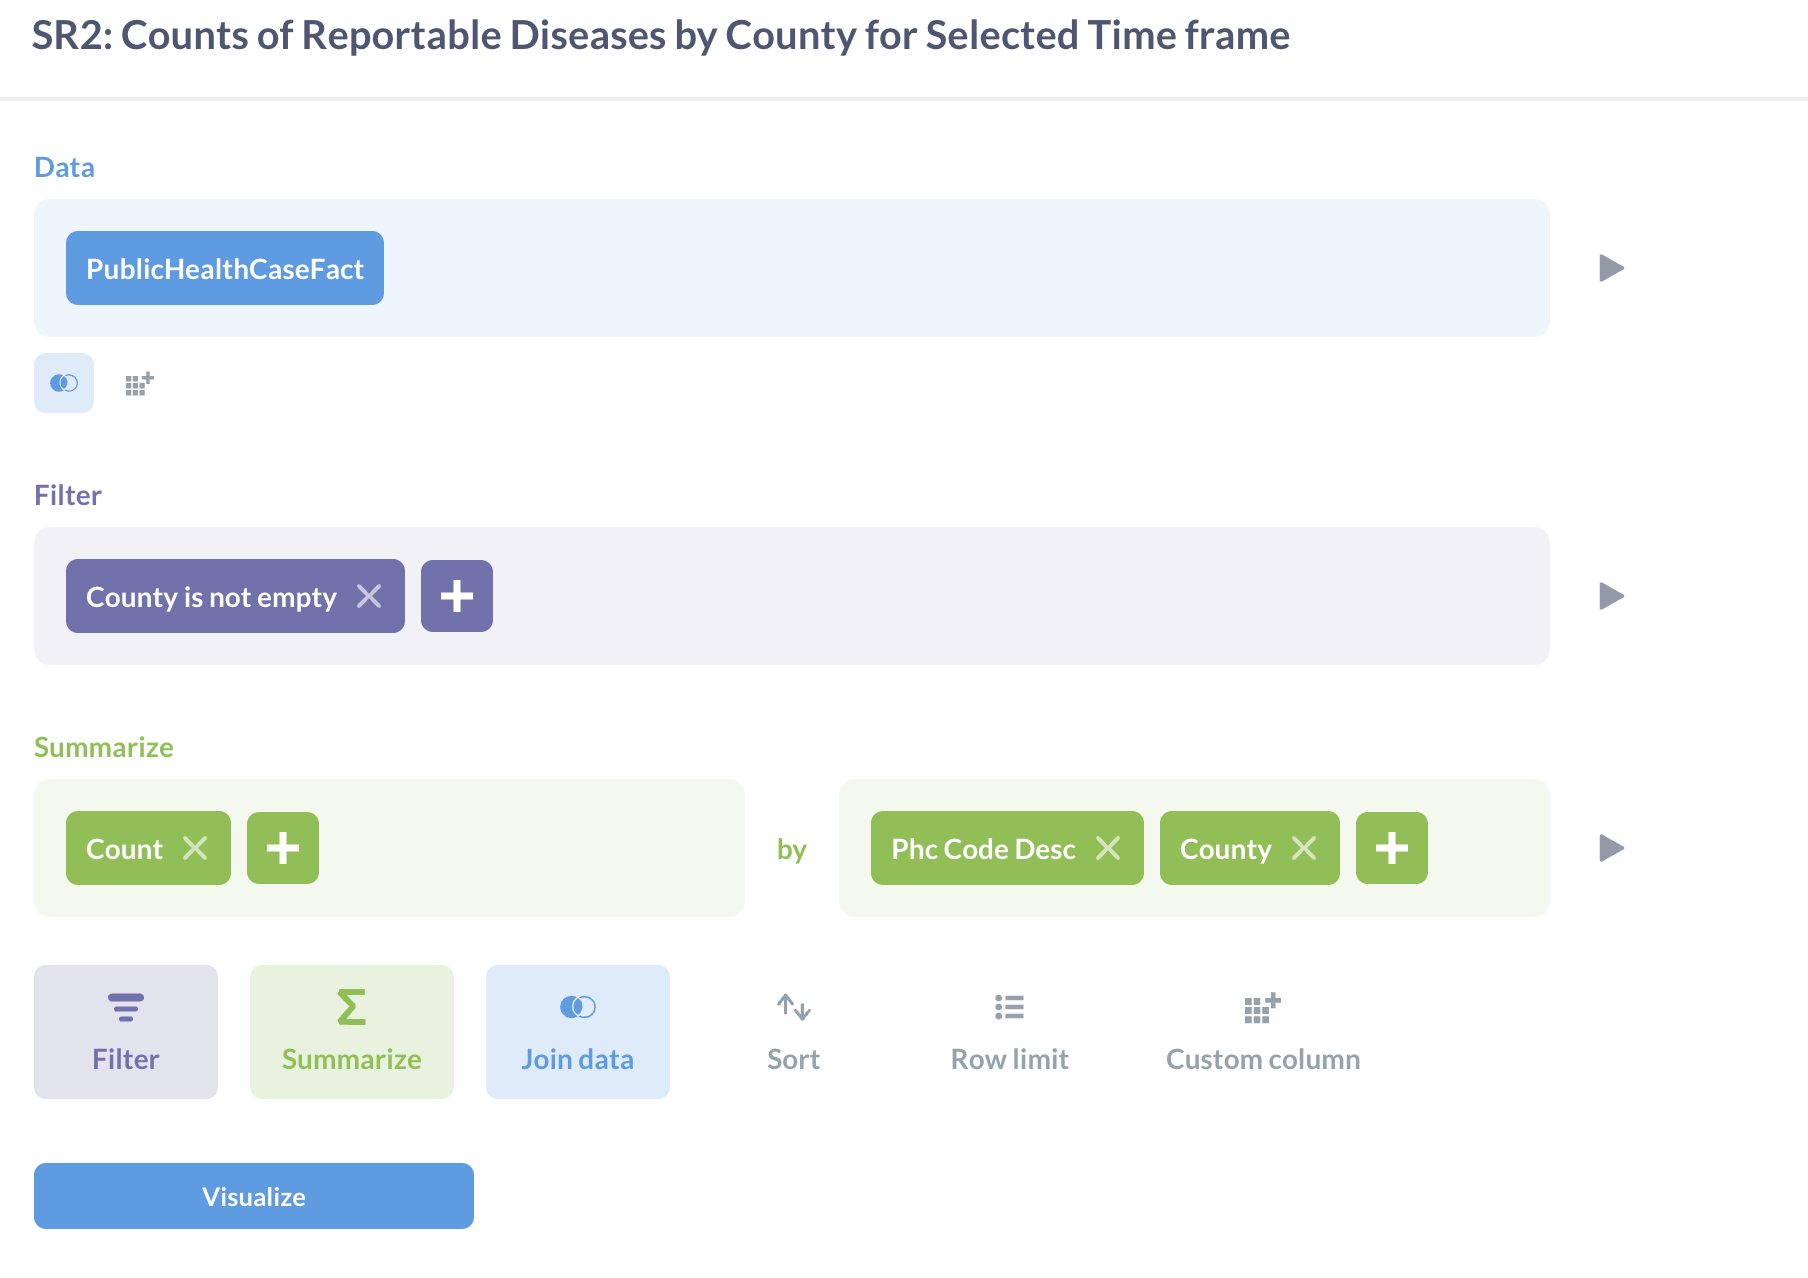 SR2: Counts of Reportable Diseases by County for Selected Time frame
Data
PublicHealthCaseFact
Filter
County is not empty
Summarize
Count
by
Phc Code Desc
County
Filter
Summarize
Join data
Sort
Row limit
Custom column
Visualize